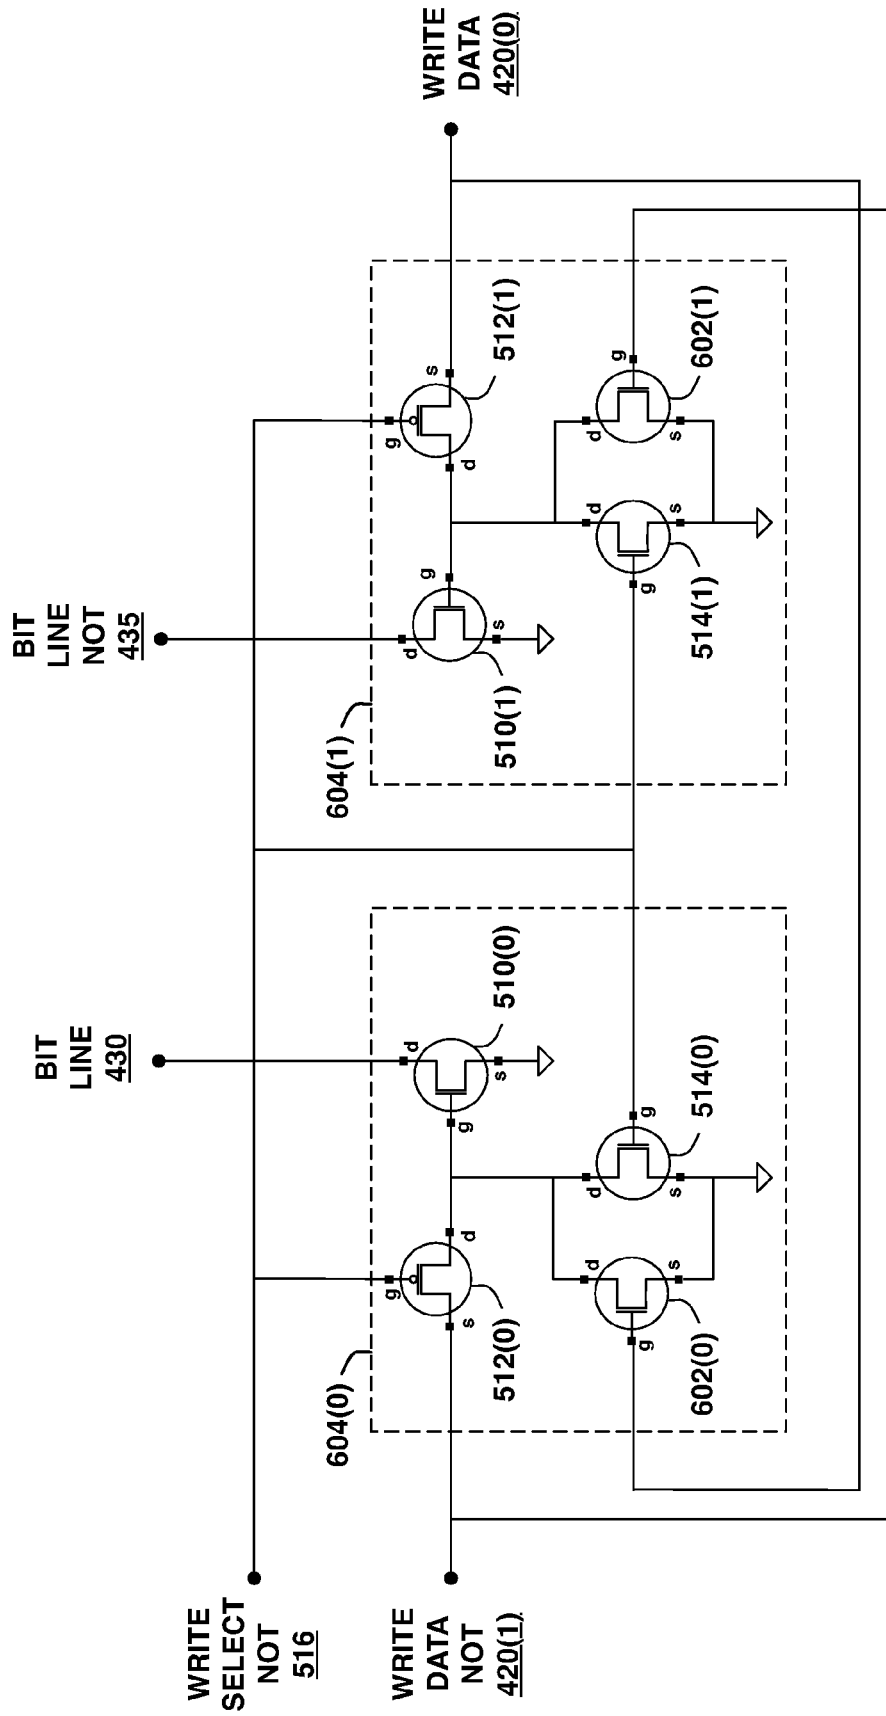 BIT
LINE
430
BIT
LINE
NOT
435
WRITE
SELECT
NOT
516
WRITE
DATA
NOT
420(1)
WRITE
DATA
420(0)
604(0)
g
s
d
512(0)
g
d
s
510(0)
d
g
s
602(0)
d
g
s
514(0)
604(1)
d
g
s
510(1)
g
d
s
512(1)
d
g
s
514(1)
d
g
s
602(1)